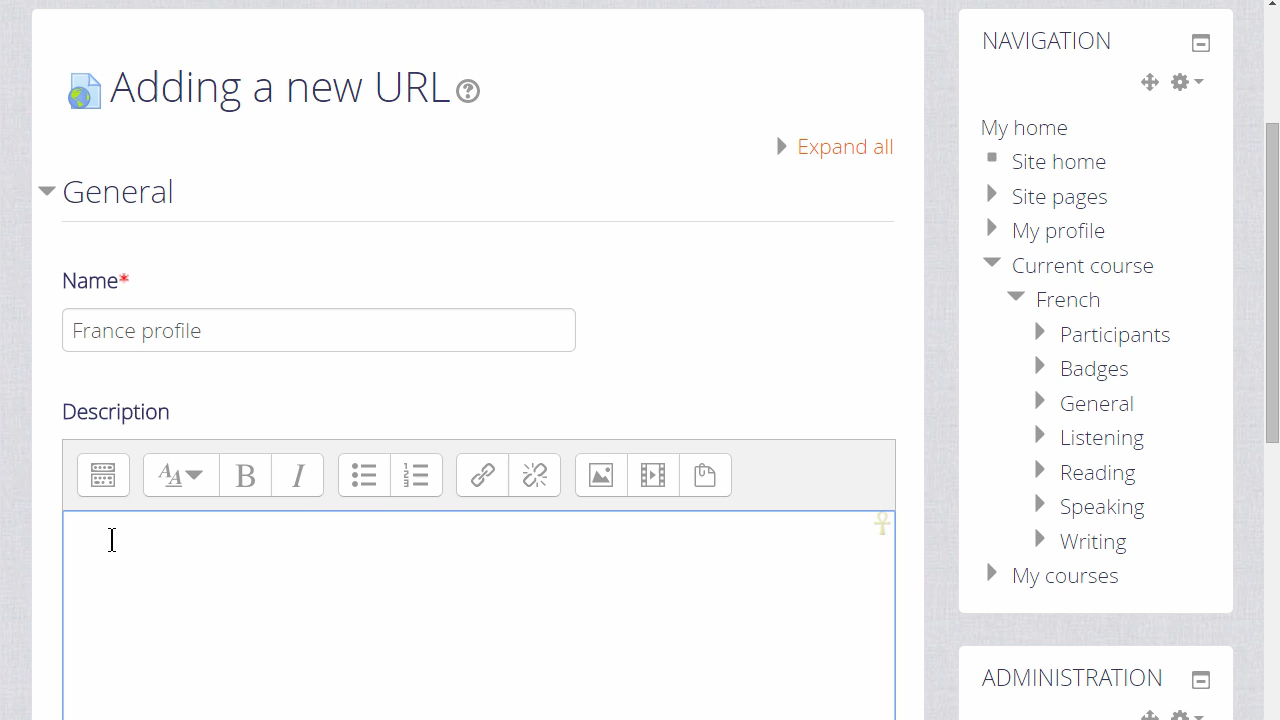 Adding a new URL
Expand all
General
Name*
France profile
Description
NAVIGATION
My home
Site home
Site pages
My profile
Current course
French
Participants
Badges
General
Listening
Reading
Speaking
Writing
My courses
ADMINISTRATION